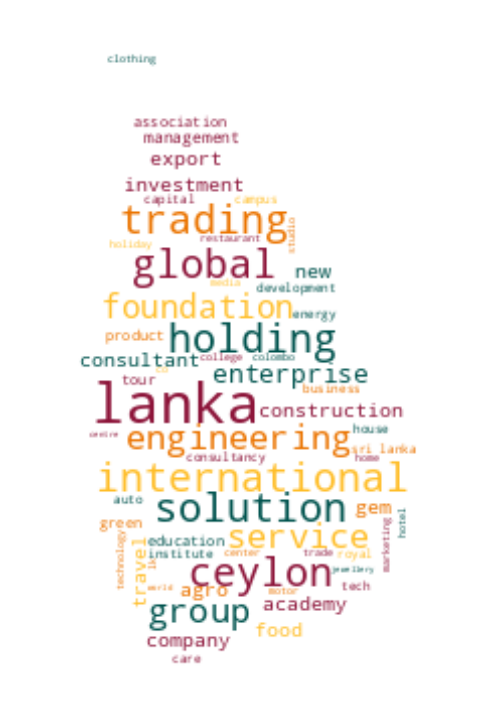 clothing
association
management
export
investment
capital
campus
trading
studio
restaurant
holiday
global
media
new
development
foundation
energy
product
holding
consultant
college
colombo
enterprise
tour
business
lanka
construction
centre
engineering
house
sri lanka
consultancy
home
international
auto
solution
gem
green
hotel
marketing
service
education
institute
center
trade
royal
technology
travel
lk
ceylon
jewellery
world
agro
motor
tech
group
academy
food
company
care